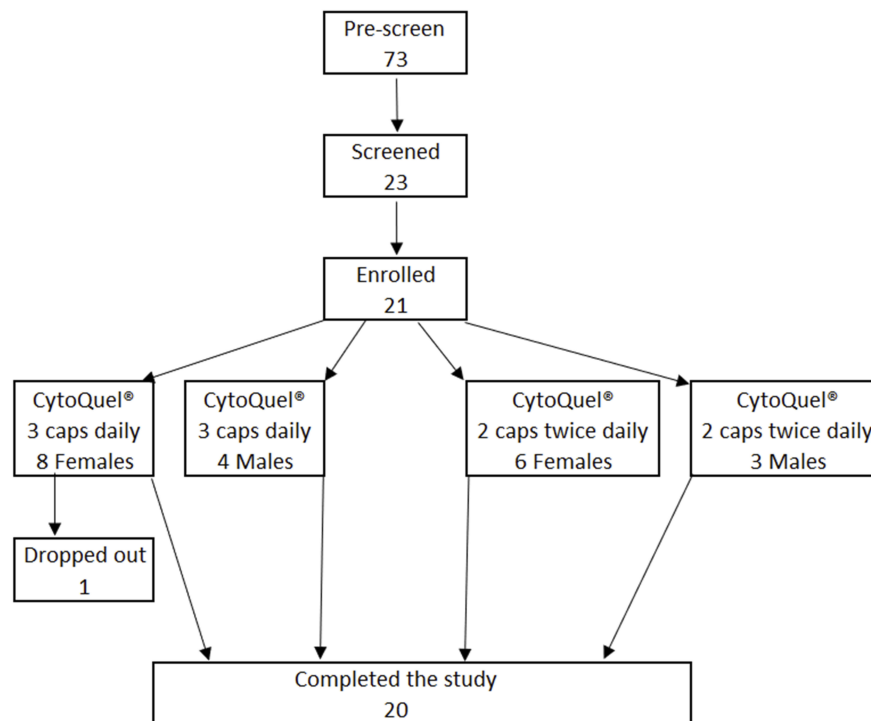 Pre-screen
73
Screened
23
Enrolled
21
CytoQuel®
3 caps daily
8 Females
CytoQuel®
3 caps daily
4 Males
CytoQuel®
2 caps twice daily
6 Females
CytoQuel®
2 caps twice daily
3 Males
Dropped out
1
Completed the study
20